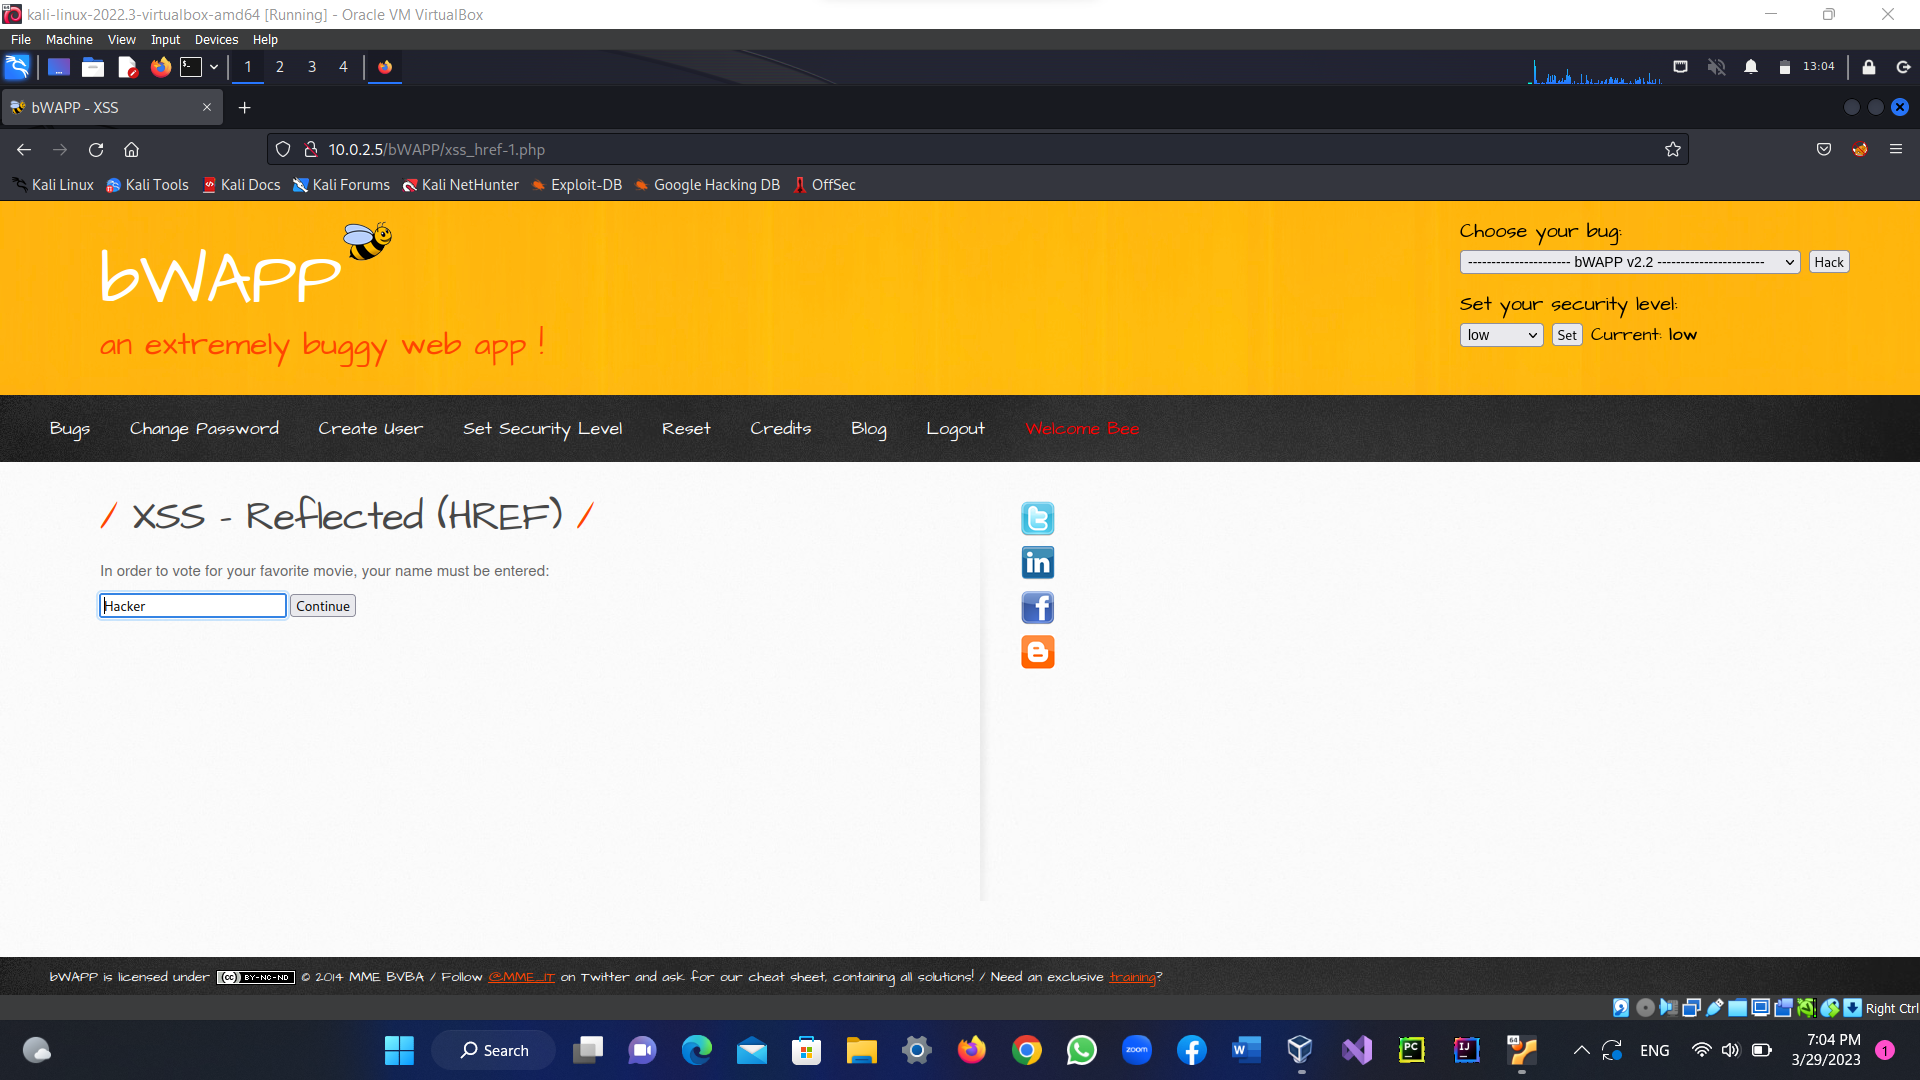 kali-linux-2022.3-virtualbox-amd64 [Running] - Oracle VM VirtualBox
File Machine View Input Devices Help
1 2 3 4 13:04
bWAPP - XSS
10.0.2.5/bWAPP/xss_href-1.php
Kali Linux Kali Tools Kali Docs Kali Forums Kali NetHunter Exploit-DB Google Hacking DB OffSec
bWAPP
an extremely buggy web app !
Choose your bug:
---------------------- bWAPP v2.2 ----------------------- Hack
Set your security level:
low Set Current: low
Bugs Change Password Create User Set Security Level Reset Credits Blog Logout Welcome Bee
/ XSS - Reflected (HREF) /
In order to vote for your favorite movie, your name must be entered:
Hacker Continue
bWAPP is licensed under (cc) BY-NC-ND © 2014 MME BVBA / Follow @MME_IT on Twitter and ask for our cheat sheet, containing all solutions! / Need an exclusive training?
Right Ctrl
Search zoom ENG 7:04 PM
3/29/2023 1